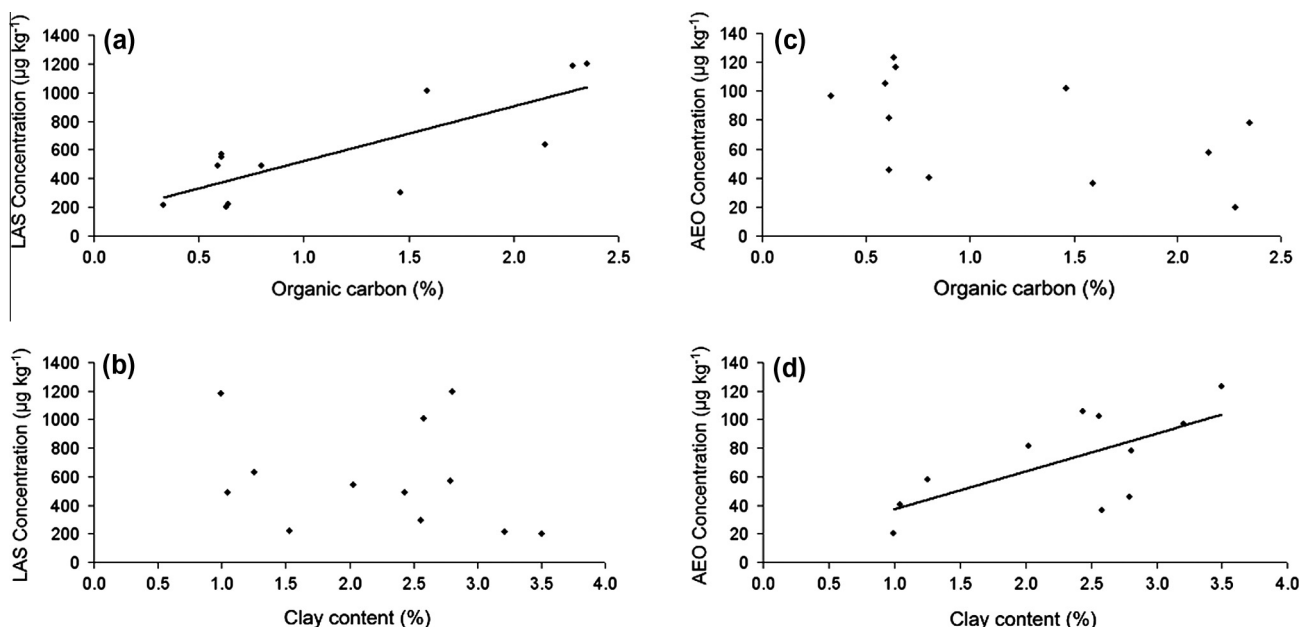 (a)
LAS Concentration (µg kg⁻¹)
1400
1200
1000
800
600
400
200
0
0.0 0.5 1.0 1.5 2.0 2.5
Organic carbon (%)
(c)
AEO Concentration (µg kg⁻¹)
140
120
100
80
60
40
20
0
0.0 0.5 1.0 1.5 2.0 2.5
Organic carbon (%)
(b)
LAS Concentration (µg kg⁻¹)
1400
1200
1000
800
600
400
200
0
0.0 0.5 1.0 1.5 2.0 2.5 3.0 3.5 4.0
Clay content (%)
(d)
AEO Concentration (µg kg⁻¹)
140
120
100
80
60
40
20
0
0.0 0.5 1.0 1.5 2.0 2.5 3.0 3.5 4.0
Clay content (%)